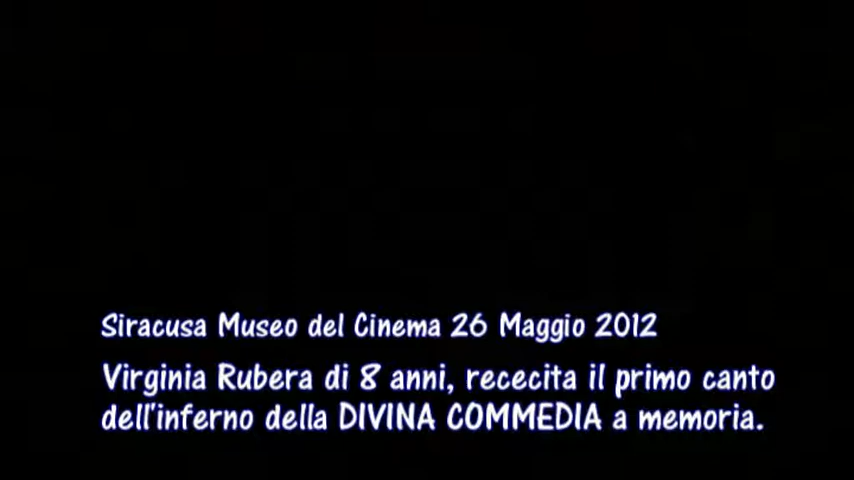 Siracusa Museo del Cinema 26 Maggio 2012
Virginia Rubera di 8 anni, rececita il primo canto
dell'inferno della DIVINA COMMEDIA a memoria.